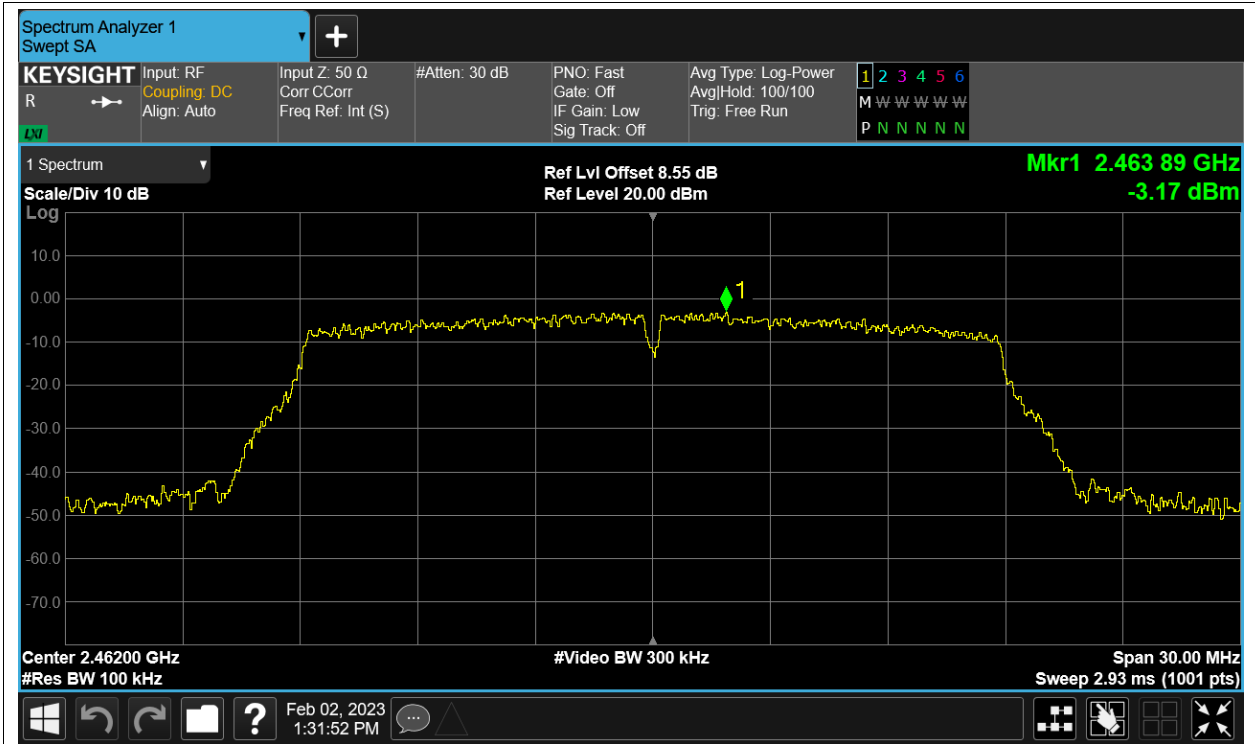 Spectrum Analyzer 1
Swept SA
KEYSIGHT
R
LXI
Input: RF
Coupling: DC
Align: Auto
Input Z: 50 Ω
Corr CCorr
Freq Ref: Int (S)
#Atten: 30 dB
PNO: Fast
Gate: Off
IF Gain: Low
Sig Track: Off
Avg Type: Log-Power
Avg|Hold: 100/100
Trig: Free Run
1 2 3 4 5 6
M W W W W W
P N N N N N
1 Spectrum
Scale/Div 10 dB
Ref Lvl Offset 8.55 dB
Ref Level 20.00 dBm
Mkr1 2.463 89 GHz
-3.17 dBm
Log
10.0
0.00
-10.0
-20.0
-30.0
-40.0
-50.0
-60.0
-70.0
1
Center 2.46200 GHz
#Res BW 100 kHz
#Video BW 300 kHz
Span 30.00 MHz
Sweep 2.93 ms (1001 pts)
?
Feb 02, 2023
1:31:52 PM